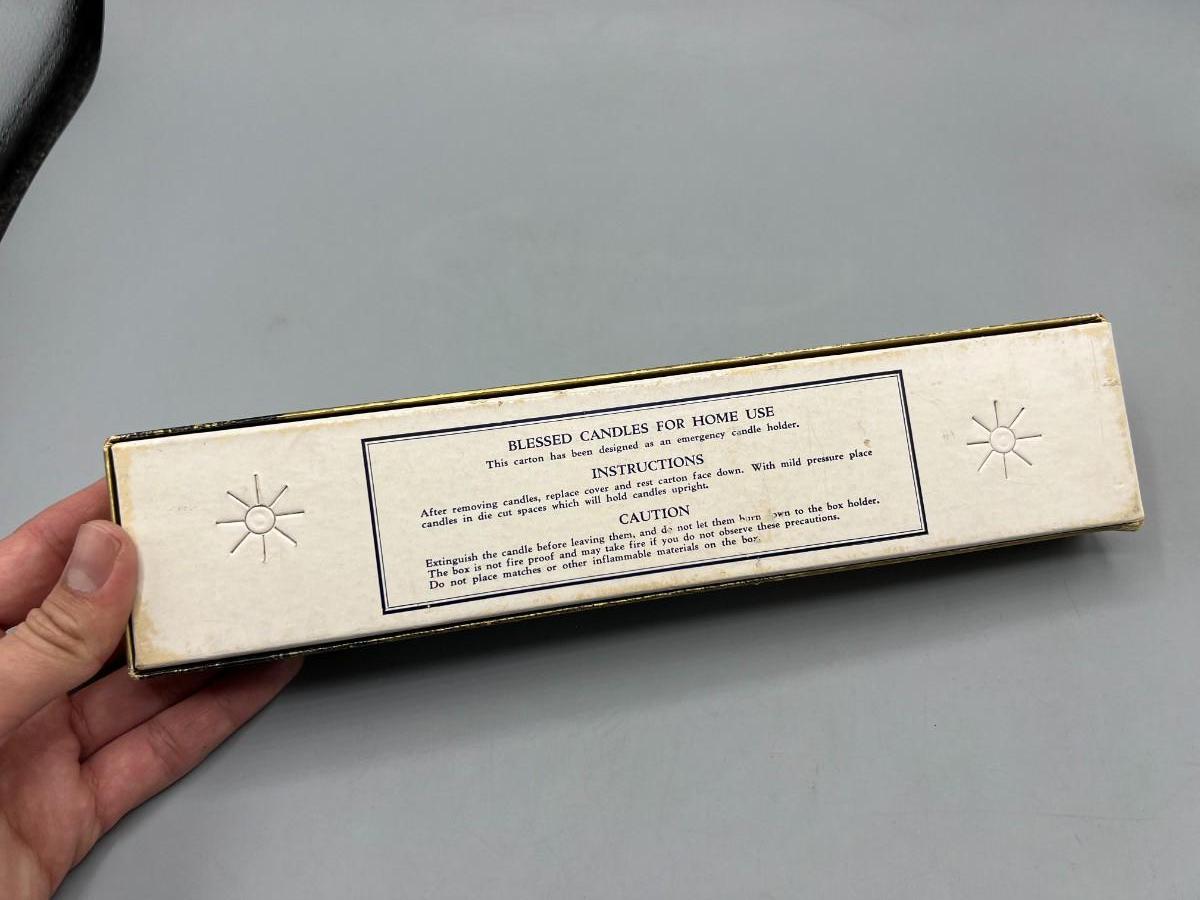 BLESSED CANDLES FOR HOME USE
This carton has been designed as an emergency candle holder.
INSTRUCTIONS
After removing candles, replace cover and rest carton face down. With mild pressure place
candles in die cut spaces which will hold candles upright.
CAUTION
Extinguish the candle before leaving them, and do not let them burn down to the box holder.
The box is not fire proof and may take fire if you do not observe these precautions.
Do not place matches or other inflammable materials on the box.